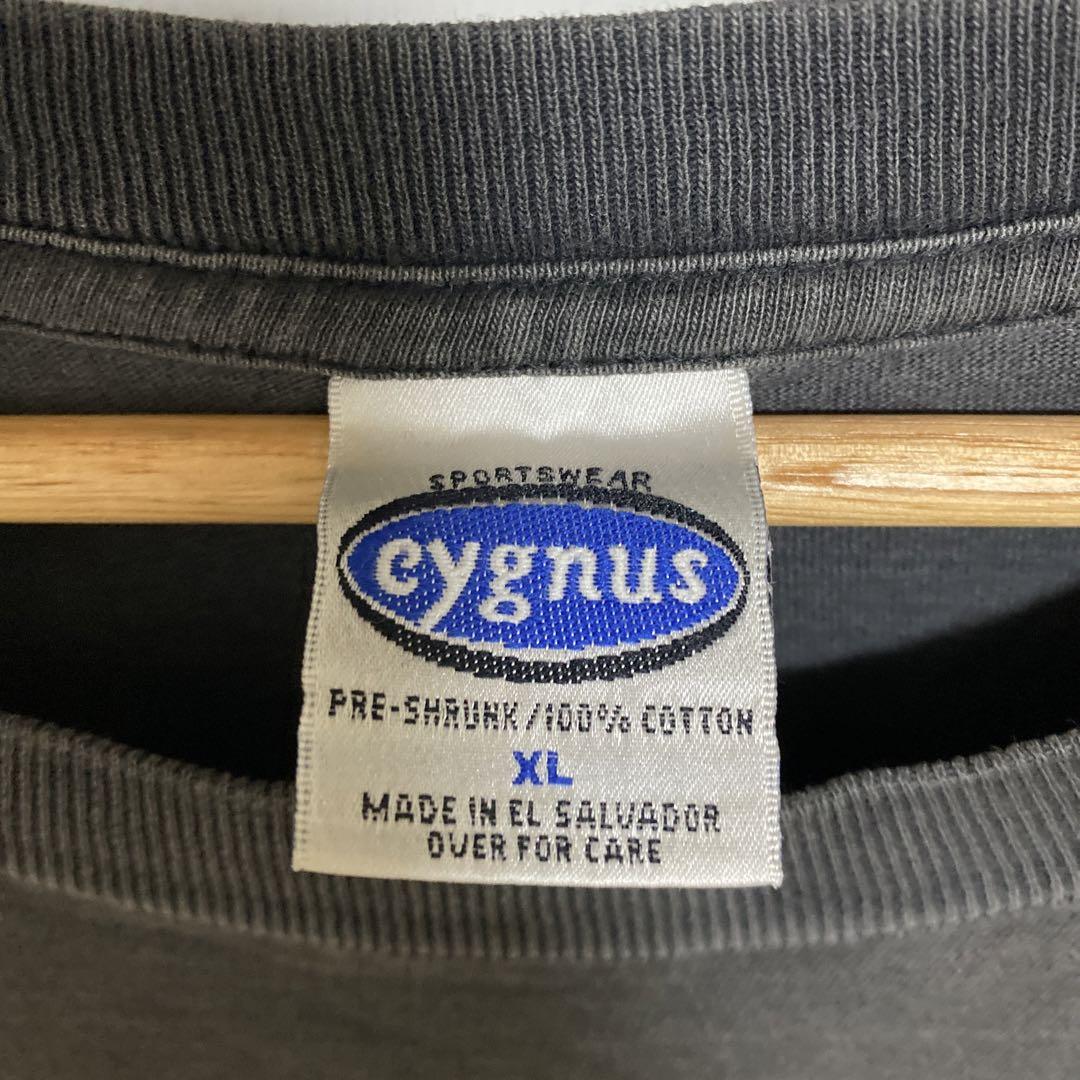 SPORTSWEAR
cygnus
PRE-SHRUNK/100% COTTON
XL
MADE IN EL SALVADOR
OVER FOR CARE